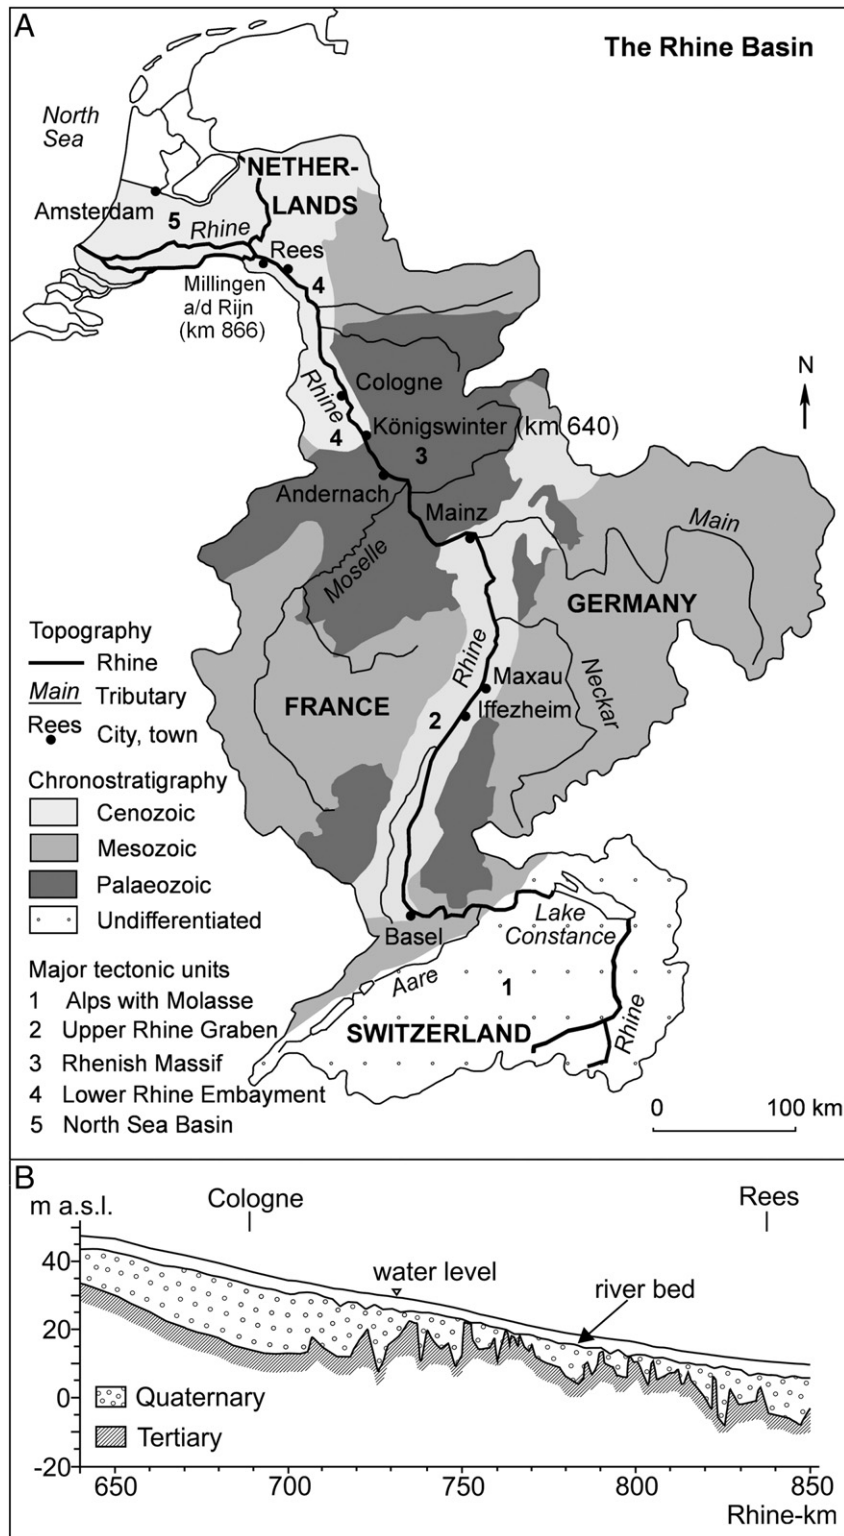 A
The Rhine Basin
North
Sea
NETHER-
LANDS
Amsterdam
5
Rhine
Rees
4
Millingen
a/d Rijn
(km 866)
N
Rhine
Cologne
4
Königswinter (km 640)
3
Andernach
Mainz
Main
Moselle
GERMANY
Topography
Rhine
Main Tributary
Rees City, town
Rhine
Maxau
Iffezheim
Neckar
FRANCE
2
Chronostratigraphy
Cenozoic
Mesozoic
Palaeozoic
Undifferentiated
Basel
Lake
Constance
Aare
1
SWITZERLAND
Rhine
Major tectonic units
1 Alps with Molasse
2 Upper Rhine Graben
3 Rhenish Massif
4 Lower Rhine Embayment
5 North Sea Basin
0 100 km
B
m a.s.l.
Cologne
Rees
40
20
0
-20
water level
river bed
Quaternary
Tertiary
650 700 750 800 850
Rhine-km